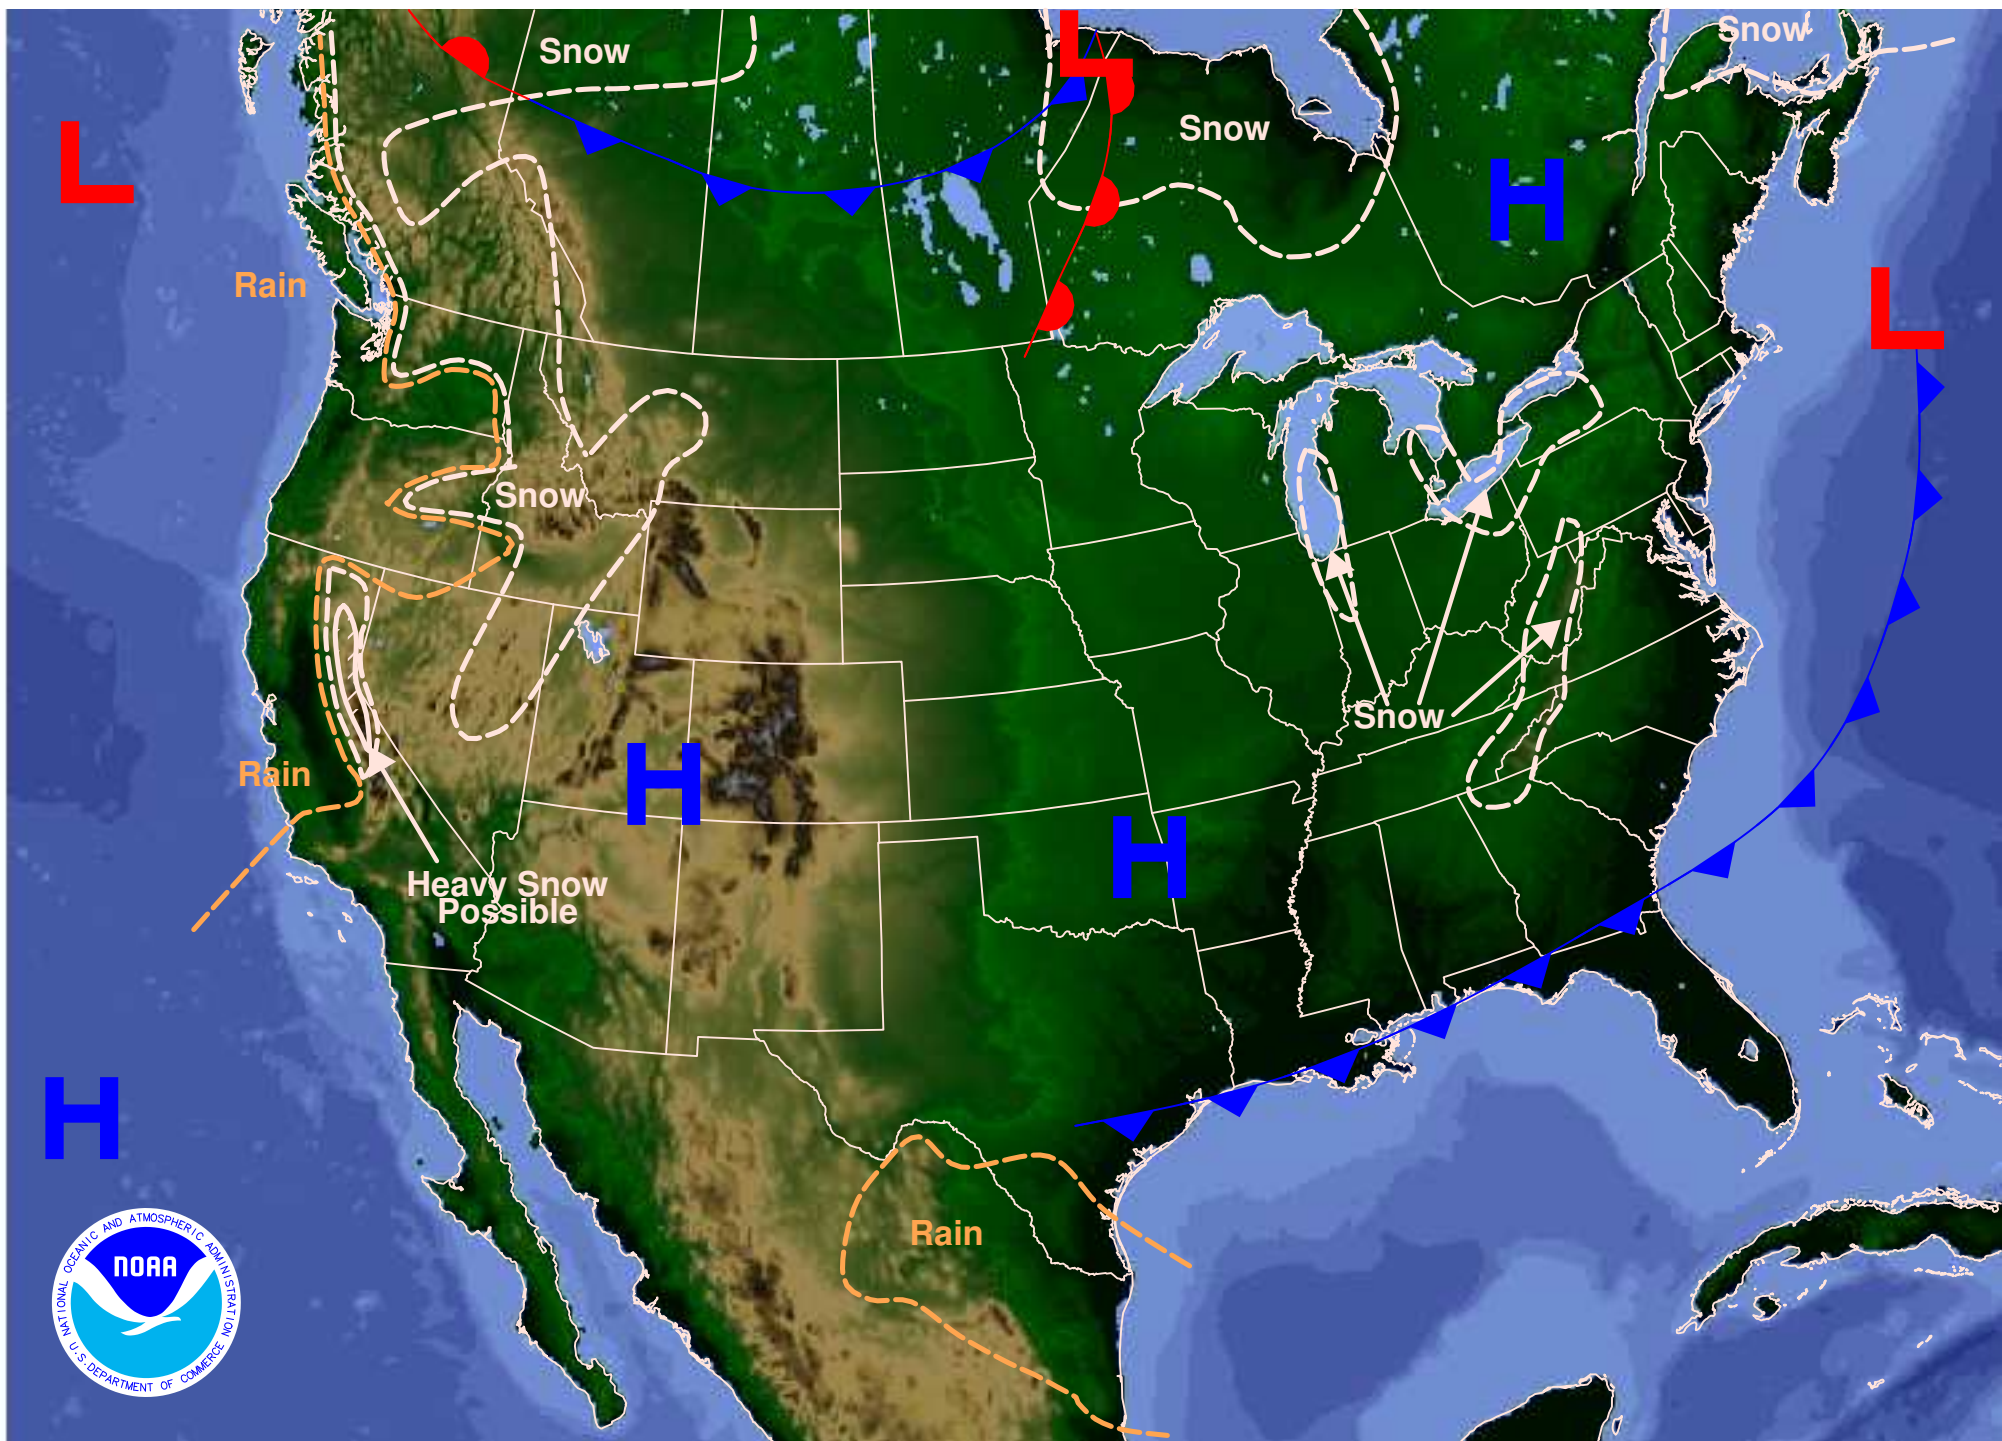 Snow
Snow
L
L
Snow
H
Rain
L
Snow
Snow
H
Rain
H
Heavy Snow
Possible
H
Rain
NATIONAL OCEANIC AND ATMOSPHERIC ADMINISTRATION
NOAA
U.S. DEPARTMENT OF COMMERCE